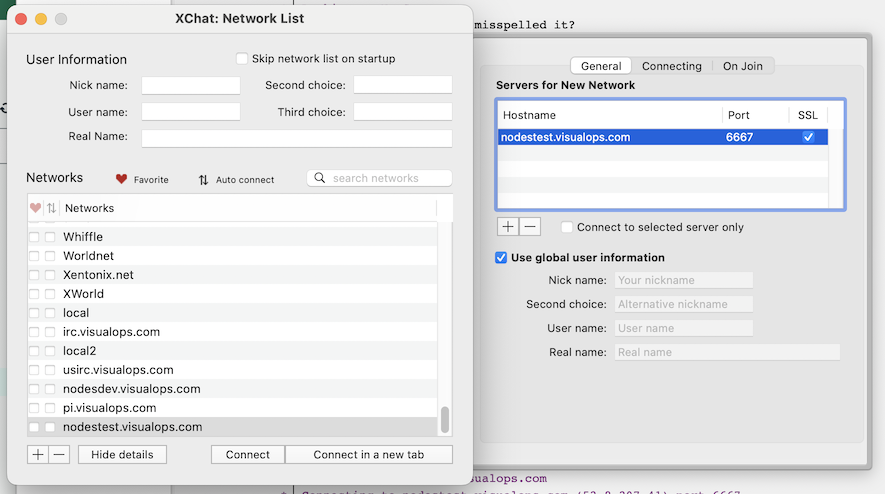 XChat: Network List
User Information
Skip network list on startup
Nick name:
Second choice:
User name:
Third choice:
Real Name:
Networks
Favorite
Auto connect
search networks
Networks
Whiffle
Worldnet
Xentonix.net
XWorld
local
irc.visualops.com
local2
usirc.visualops.com
nodesdev.visualops.com
pi.visualops.com
nodestest.visualops.com
Hide details
Connect
Connect in a new tab
misspelled it?
General
Connecting
On Join
Servers for New Network
Hostname Port SSL
nodestest.visualops.com 6667
Connect to selected server only
Use global user information
Nick name: Your nickname
Second choice: Alternative nickname
User name: User name
Real name: Real name
ualops.com